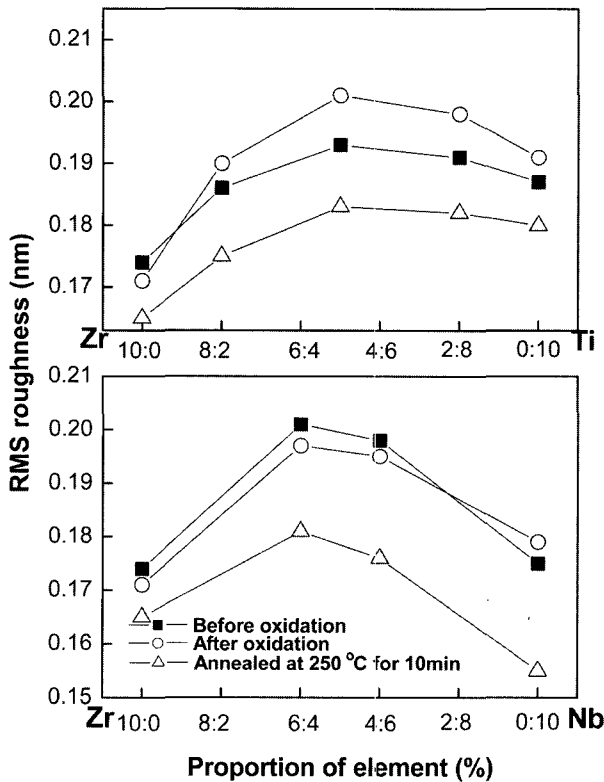 0.21
0.20
0.19
0.18
0.17
Zr 10:0 8:2 6:4 4:6 2:8 0:10 Ti
RMS roughness (nm)
0.21
0.20
0.19
0.18
0.17
0.16
0.15
Before oxidation
After oxidation
Annealed at 250 °C for 10min
Zr 10:0 8:2 6:4 4:6 2:8 0:10 Nb
Proportion of element (%)